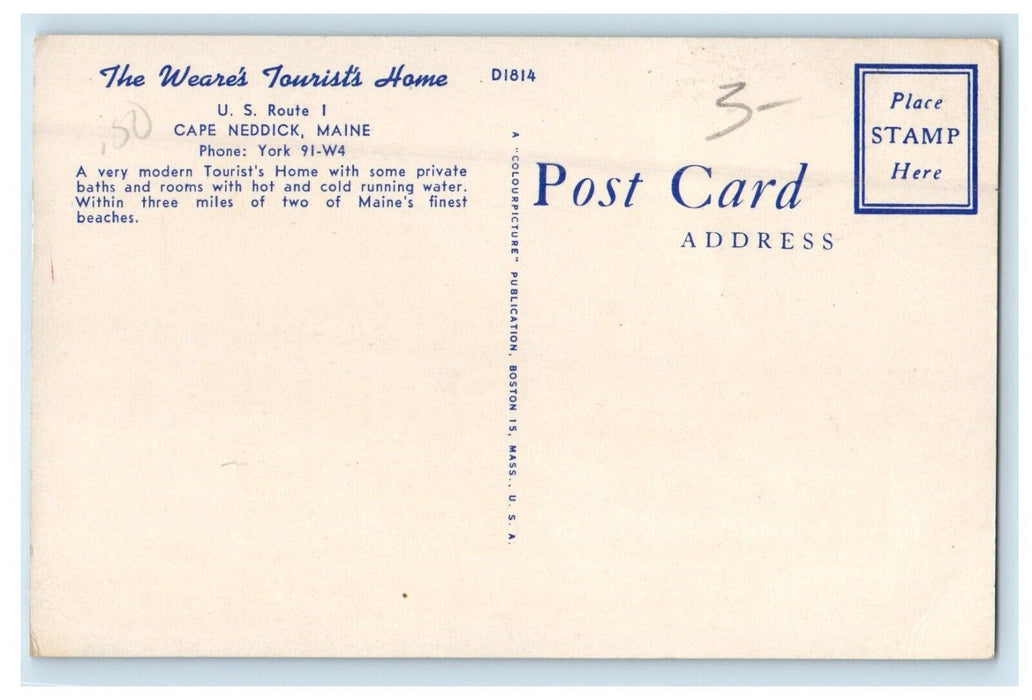 The Weare's Tourist's Home
U. S. Route 1
CAPE NEDDICK, MAINE
Phone: York 91-W4
A very modern Tourist's Home with some private
baths and rooms with hot and cold running water.
Within three miles of two of Maine's finest
beaches.
.50
D1814
A "COLOURPICTURE" PUBLICATION, BOSTON 15, MASS., U. S. A.
3-
Post Card
ADDRESS
Place
STAMP
Here